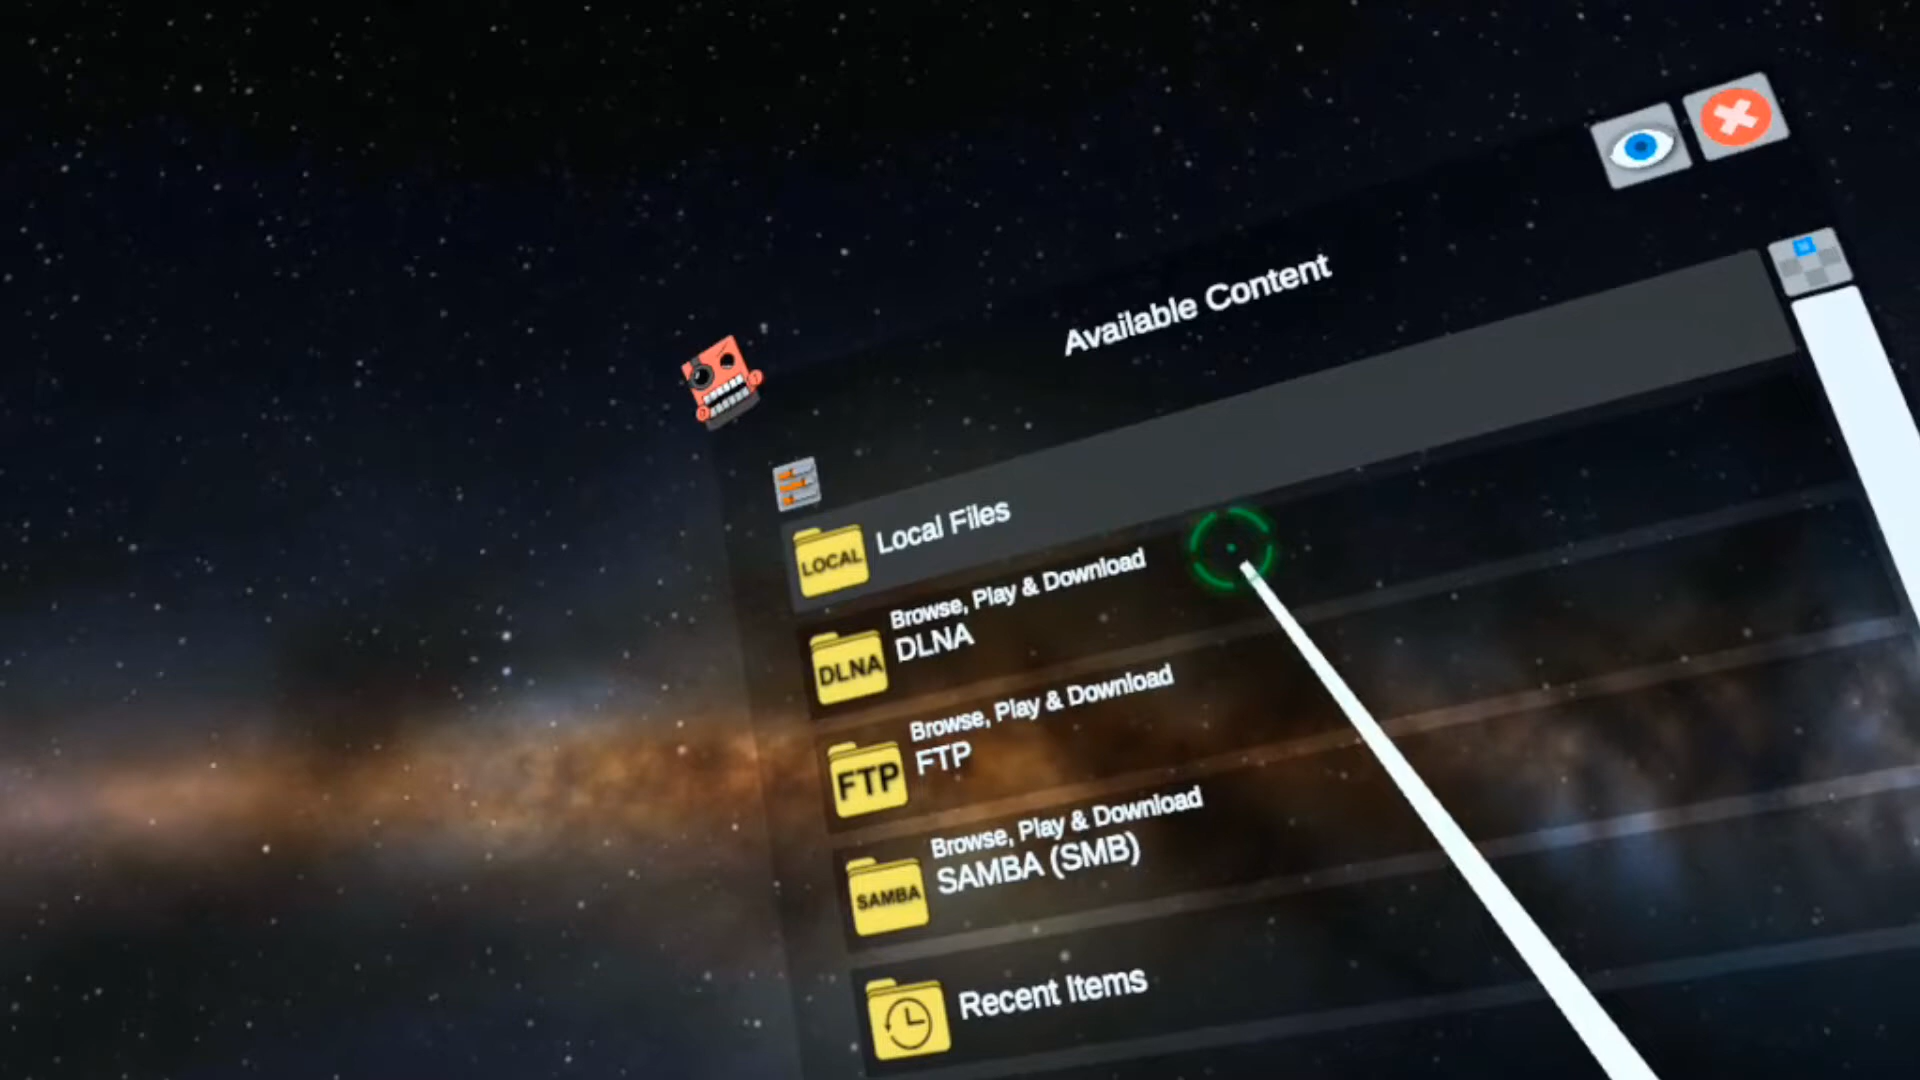 Available Content
LOCAL
Local Files
Browse, Play & Download
DLNA
DLNA
Browse, Play & Download
FTP
FTP
Browse, Play & Download
SAMBA
SAMBA (SMB)
Recent Items